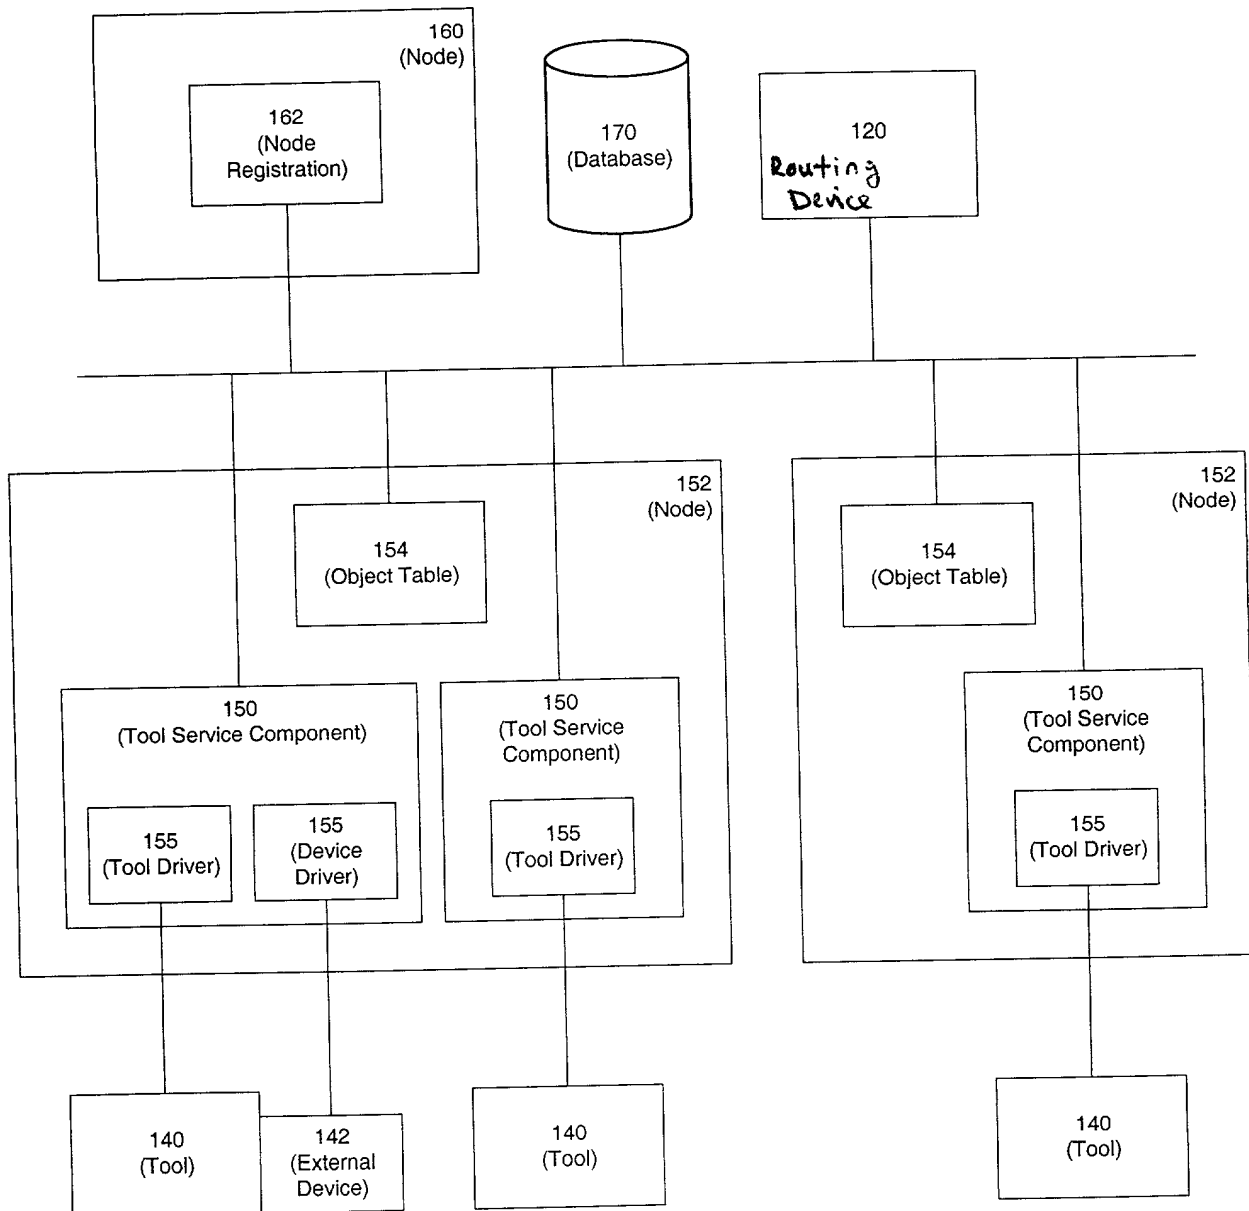 160
(Node)
162
(Node
Registration)
170
(Database)
120
Routing
Device
152
(Node)
154
(Object Table)
150
(Tool Service Component)
155
(Tool Driver)
155
(Device
Driver)
150
(Tool Service
Component)
155
(Tool Driver)
152
(Node)
154
(Object Table)
150
(Tool Service
Component)
155
(Tool Driver)
140
(Tool)
142
(External
Device)
140
(Tool)
140
(Tool)